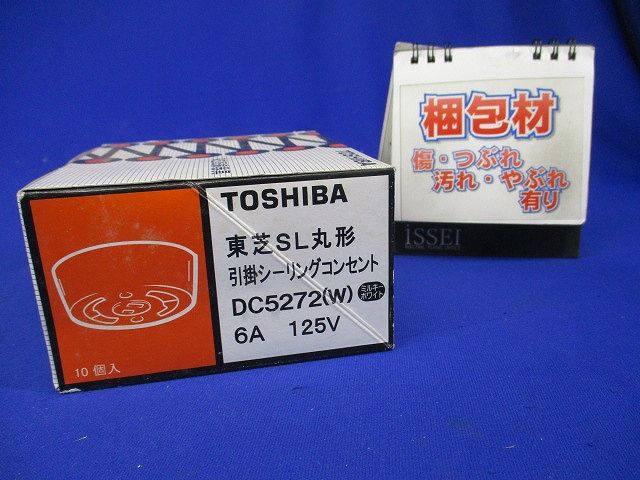 TOSHIBA
東芝SL丸形
引掛シーリングコンセント
DC5272(W) ミルキーホワイト
6A 125V
10個入
梱包材
傷・つぶれ
汚れ・やぶれ
有り
iSSEI